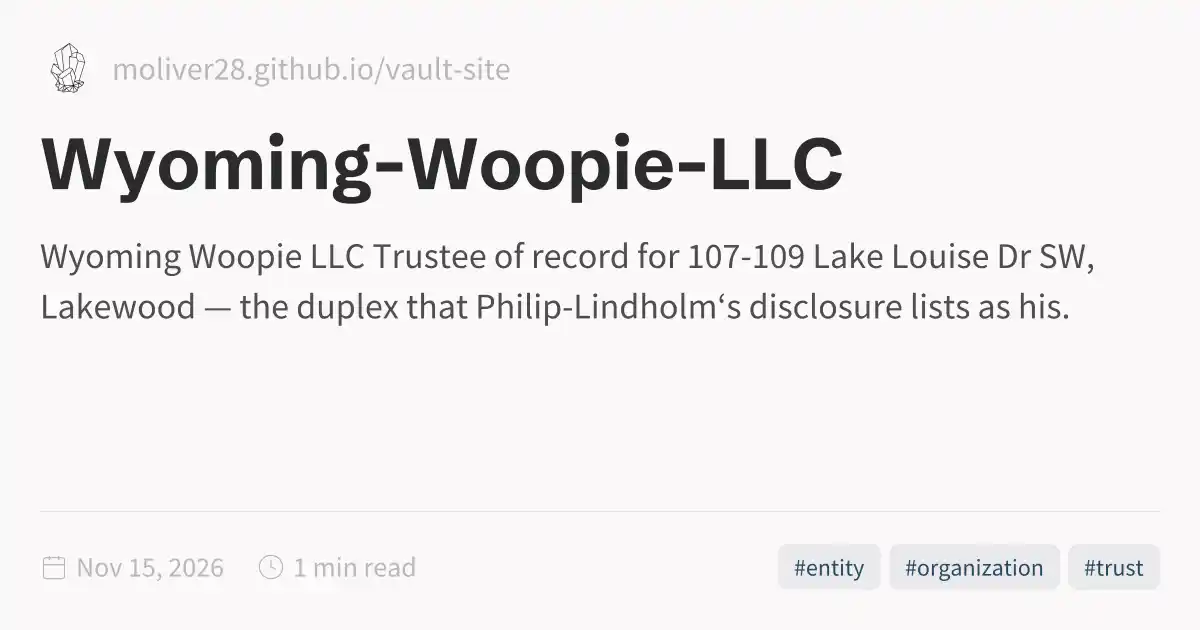 moliver28.github.io/vault-site
Wyoming-Woopie-LLC
Wyoming Woopie LLC Trustee of record for 107-109 Lake Louise Dr SW,
Lakewood — the duplex that Philip-Lindholm‘s disclosure lists as his.
Nov 15, 2026 1 min read #entity #organization #trust